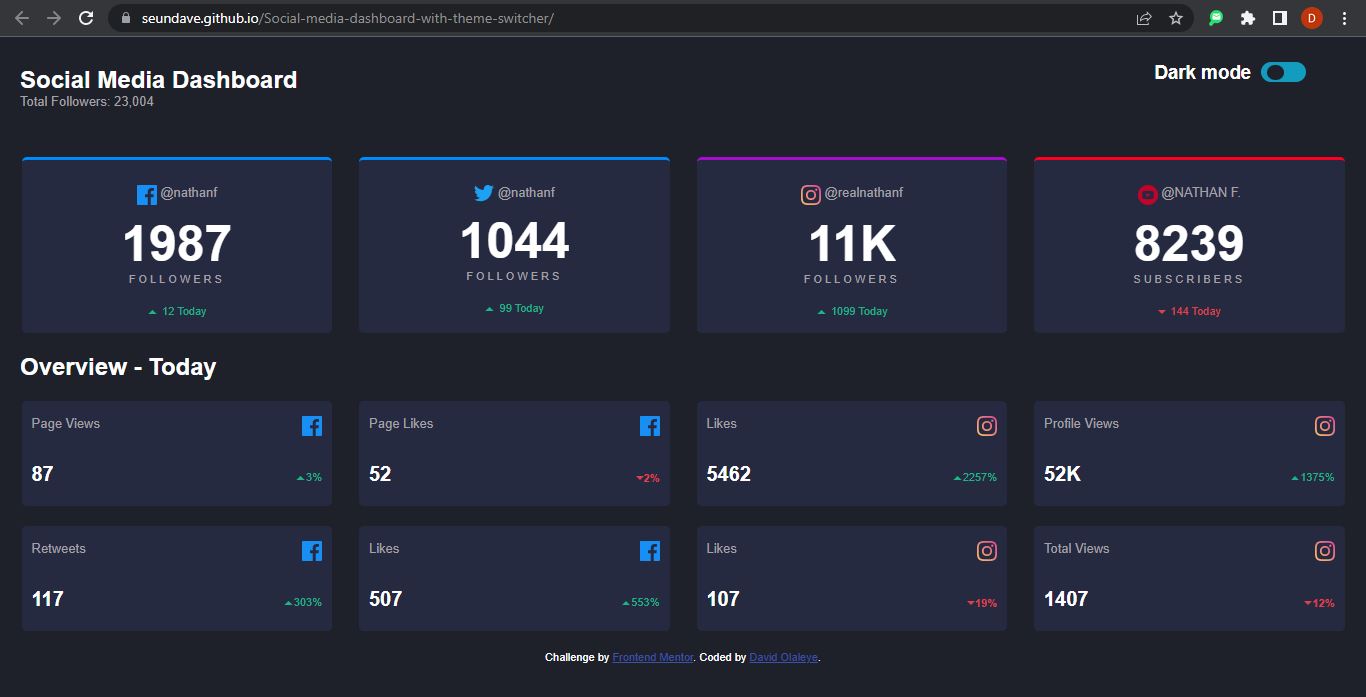 seundave.github.io/Social-media-dashboard-with-theme-switcher/
D
Social Media Dashboard
Total Followers: 23,004
Dark mode
@nathanf
1987
FOLLOWERS
12 Today
@nathanf
1044
FOLLOWERS
99 Today
@realnathanf
11K
FOLLOWERS
1099 Today
@NATHAN F.
8239
SUBSCRIBERS
144 Today
Overview - Today
Page Views
87
3%
Page Likes
52
2%
Likes
5462
2257%
Profile Views
52K
1375%
Retweets
117
303%
Likes
507
553%
Likes
107
19%
Total Views
1407
12%
Challenge by Frontend Mentor. Coded by David Olaleye.